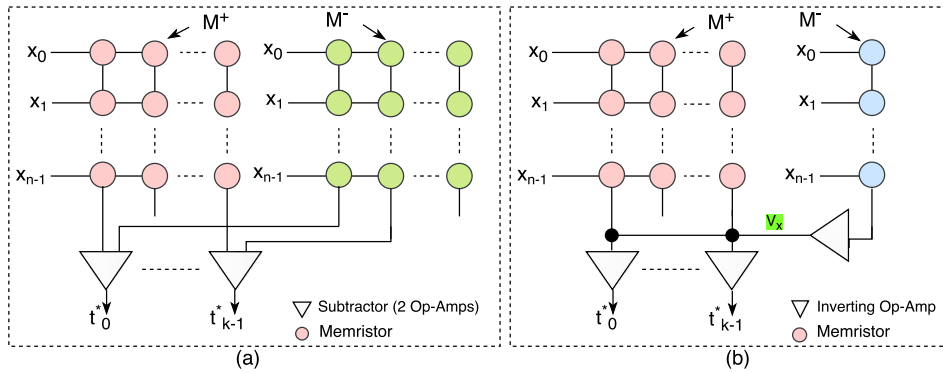 M⁺
M⁻
x₀
x₀
x₁
x₁
xₙ₋₁
xₙ₋₁
t*₀
t*ₖ₋₁
Subtractor (2 Op-Amps)
Memristor
(a)
M⁺
M⁻
x₀
x₀
x₁
x₁
xₙ₋₁
xₙ₋₁
Vₓ
t*₀
t*ₖ₋₁
Inverting Op-Amp
Memristor
(b)